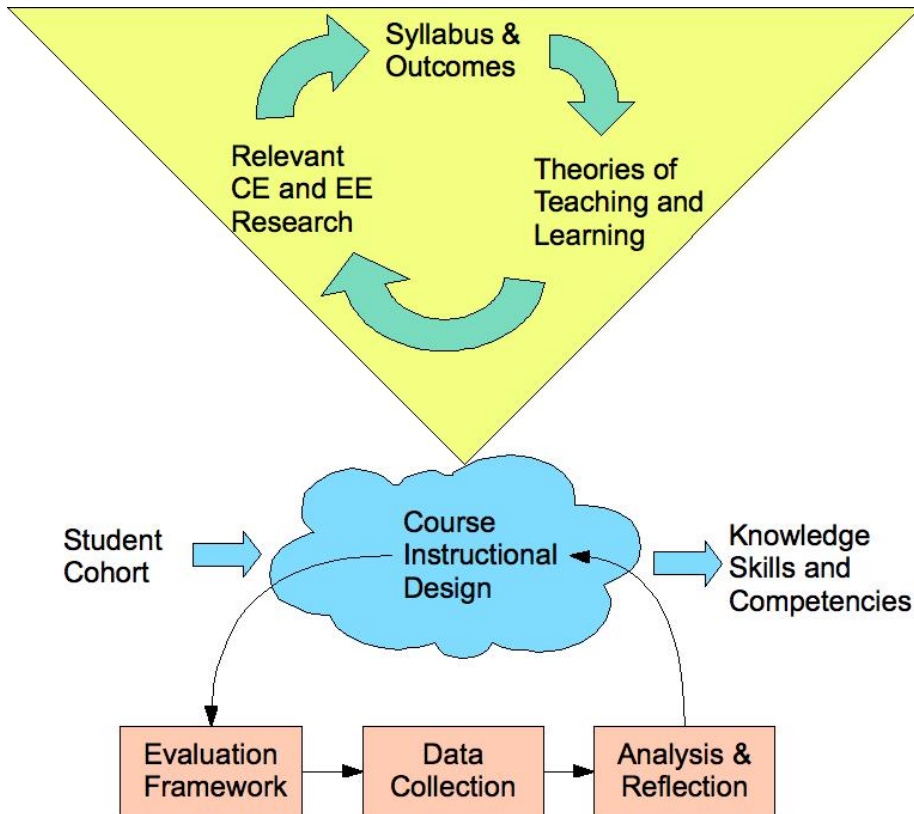 Syllabus &
Outcomes
Relevant
CE and EE
Research
Theories of
Teaching and
Learning
Student
Cohort
Course
Instructional
Design
Knowledge
Skills and
Competencies
Evaluation
Framework
Data
Collection
Analysis &
Reflection